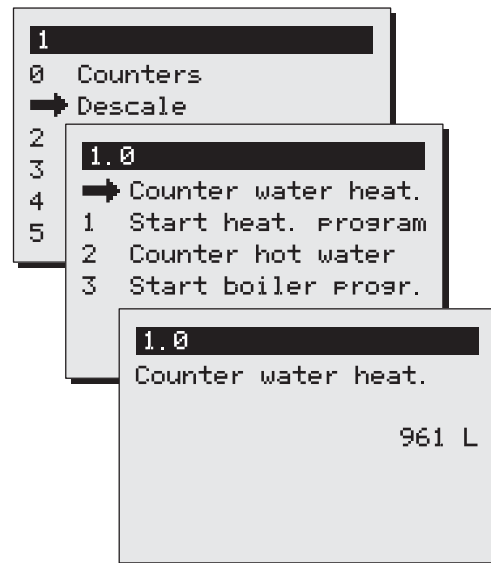 1
0 Counters
Descale
2
3
4
5
1.0
Counter water heat.
1 Start heat. program
2 Counter hot water
3 Start boiler progr.
1.0
Counter water heat.
961 L